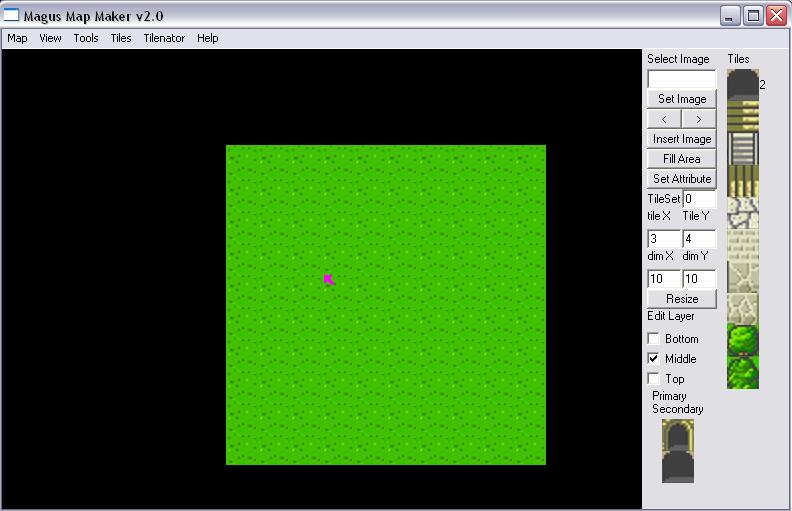 Magus Map Maker v2.0
Map View Tools Tiles Tilenator Help
Select Image
Tiles
2
Set Image
< >
Insert Image
Fill Area
Set Attribute
TileSet 0
tile X Tile Y
3 4
dim X dim Y
10 10
Resize
Edit Layer
Bottom
Middle
Top
Primary
Secondary